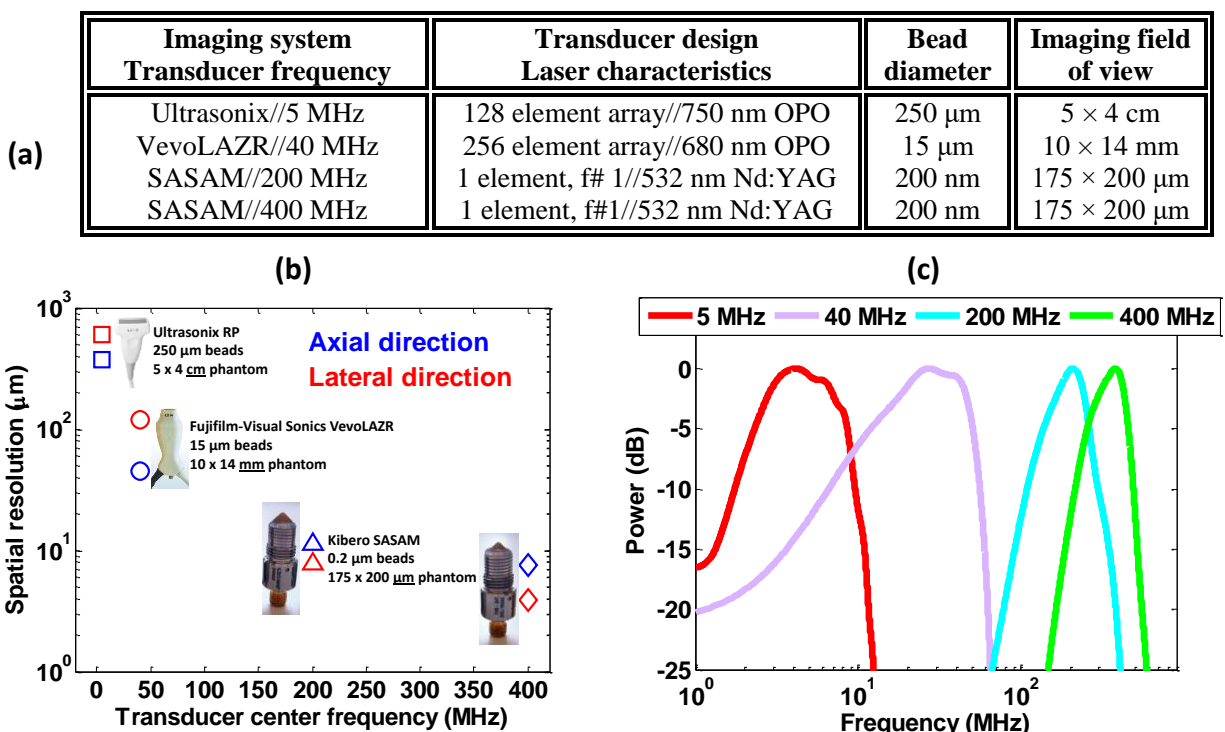 (a)
Imaging system Transducer design Bead Imaging field
Transducer frequency Laser characteristics diameter of view
Ultrasonix//5 MHz 128 element array//750 nm OPO 250 μm 5 × 4 cm
VevoLAZR//40 MHz 256 element array//680 nm OPO 15 μm 10 × 14 mm
SASAM//200 MHz 1 element, f# 1//532 nm Nd:YAG 200 nm 175 × 200 μm
SASAM//400 MHz 1 element, f#1//532 nm Nd:YAG 200 nm 175 × 200 μm
(b)
Spatial resolution (μm)
10³
10²
10¹
10⁰
Ultrasonix RP
250 μm beads
5 x 4 cm phantom
Axial direction
Lateral direction
Fujifilm-Visual Sonics VevoLAZR
15 μm beads
10 x 14 mm phantom
Kibero SASAM
0.2 μm beads
175 x 200 μm phantom
0 50 100 150 200 250 300 350 400
Transducer center frequency (MHz)
(c)
5 MHz 40 MHz 200 MHz 400 MHz
Power (dB)
0
-5
-10
-15
-20
-25
10⁰ 10¹ 10²
Frequency (MHz)